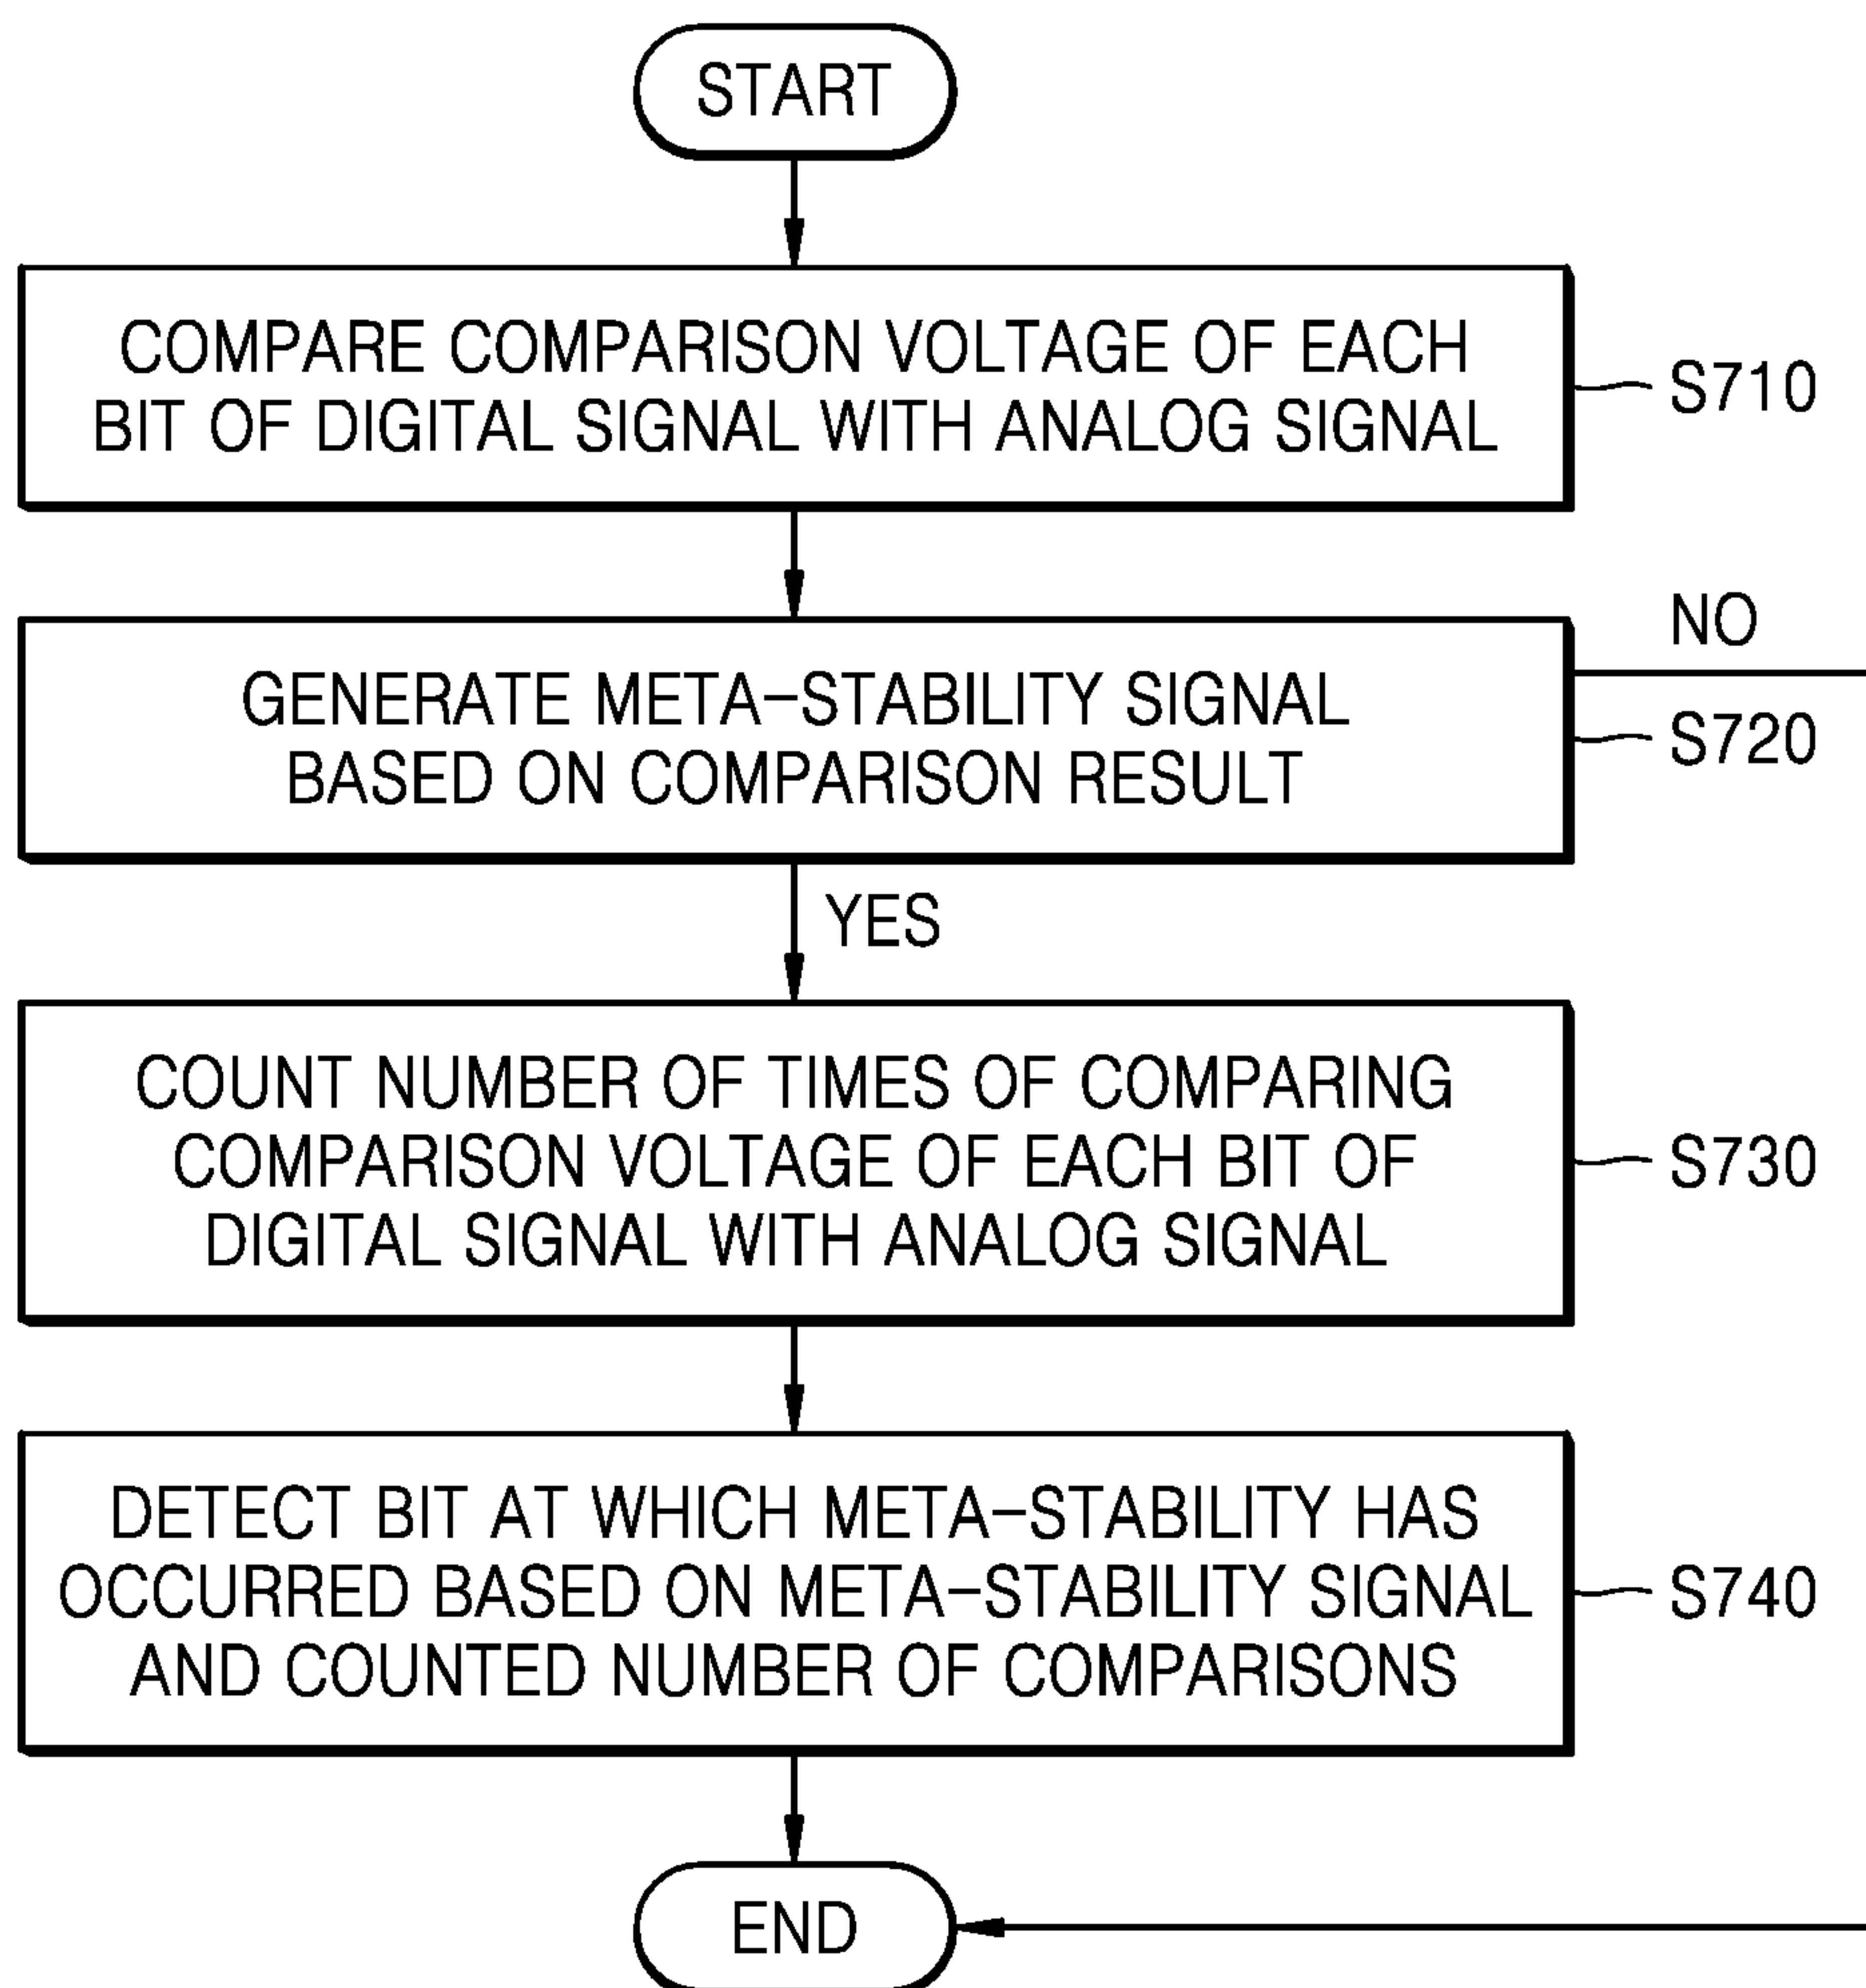 START
COMPARE COMPARISON VOLTAGE OF EACH
BIT OF DIGITAL SIGNAL WITH ANALOG SIGNAL
S710
NO
GENERATE META-STABILITY SIGNAL
BASED ON COMPARISON RESULT
S720
YES
COUNT NUMBER OF TIMES OF COMPARING
COMPARISON VOLTAGE OF EACH BIT OF
DIGITAL SIGNAL WITH ANALOG SIGNAL
S730
DETECT BIT AT WHICH META-STABILITY HAS
OCCURRED BASED ON META-STABILITY SIGNAL
AND COUNTED NUMBER OF COMPARISONS
S740
END